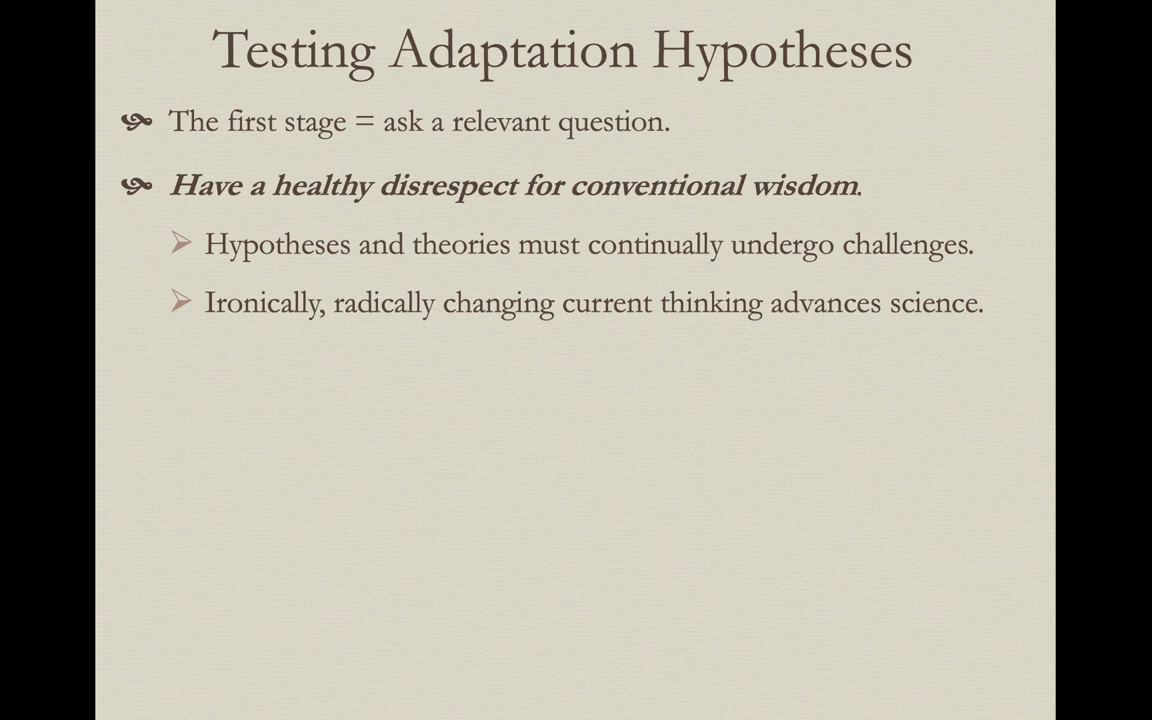 Testing Adaptation Hypotheses
The first stage = ask a relevant question.
Have a healthy disrespect for conventional wisdom.
Hypotheses and theories must continually undergo challenges.
Ironically, radically changing current thinking advances science.